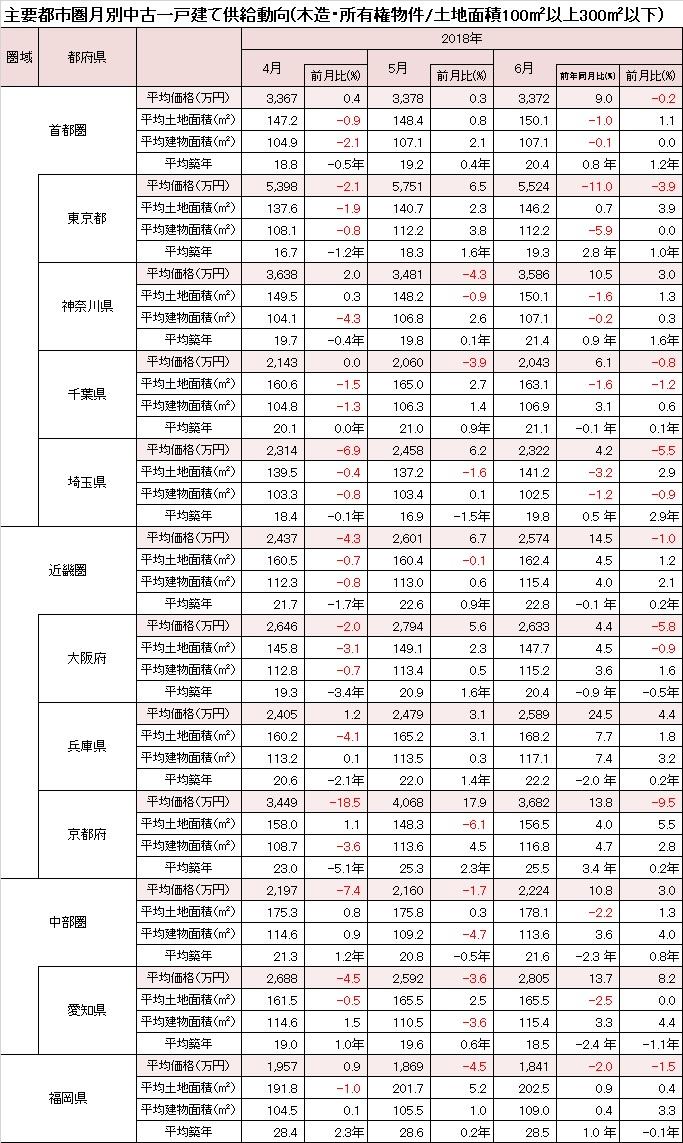 主要都市圏月別中古一戸建て供給動向(木造・所有権物件/土地面積100㎡以上300㎡以下)
圏域 都府県 2018年
4月 前月比(%) 5月 前月比(%) 6月 前年同月比(%) 前月比(%)
首都圏
平均価格(万円) 3,367 0.4 3,378 0.3 3,372 9.0 -0.2
平均土地面積(㎡) 147.2 -0.9 148.4 0.8 150.1 -1.0 1.1
平均建物面積(㎡) 104.9 -2.1 107.1 2.1 107.1 -0.1 0.0
平均築年 18.8 -0.5年 19.2 0.4年 20.4 0.8 年 1.2年
東京都
平均価格(万円) 5,398 -2.1 5,751 6.5 5,524 -11.0 -3.9
平均土地面積(㎡) 137.6 -1.9 140.7 2.3 146.2 0.7 3.9
平均建物面積(㎡) 108.1 -0.8 112.2 3.8 112.2 -5.9 0.0
平均築年 16.7 -1.2年 18.3 1.6年 19.3 2.8 年 1.0年
神奈川県
平均価格(万円) 3,638 2.0 3,481 -4.3 3,586 10.5 3.0
平均土地面積(㎡) 149.5 0.3 148.2 -0.9 150.1 -1.6 1.3
平均建物面積(㎡) 104.1 -4.3 106.8 2.6 107.1 -0.2 0.3
平均築年 19.7 -0.4年 19.8 0.1年 21.4 0.9 年 1.6年
千葉県
平均価格(万円) 2,143 0.0 2,060 -3.9 2,043 6.1 -0.8
平均土地面積(㎡) 160.6 -1.5 165.0 2.7 163.1 -1.6 -1.2
平均建物面積(㎡) 104.8 -1.3 106.3 1.4 106.9 3.1 0.6
平均築年 20.1 0.0年 21.0 0.9年 21.1 -0.1 年 0.1年
埼玉県
平均価格(万円) 2,314 -6.9 2,458 6.2 2,322 4.2 -5.5
平均土地面積(㎡) 139.5 -0.4 137.2 -1.6 141.2 -3.2 2.9
平均建物面積(㎡) 103.3 -0.8 103.4 0.1 102.5 -1.2 -0.9
平均築年 18.4 -0.1年 16.9 -1.5年 19.8 0.5 年 2.9年
近畿圏
平均価格(万円) 2,437 -4.3 2,601 6.7 2,574 14.5 -1.0
平均土地面積(㎡) 160.5 -0.7 160.4 -0.1 162.4 4.5 1.2
平均建物面積(㎡) 112.3 -0.8 113.0 0.6 115.4 4.0 2.1
平均築年 21.7 -1.7年 22.6 0.9年 22.8 -0.1 年 0.2年
大阪府
平均価格(万円) 2,646 -2.0 2,794 5.6 2,633 4.4 -5.8
平均土地面積(㎡) 145.8 -3.1 149.1 2.3 147.7 4.5 -0.9
平均建物面積(㎡) 112.8 -0.7 113.4 0.5 115.2 3.6 1.6
平均築年 19.3 -3.4年 20.9 1.6年 20.4 -0.9 年 -0.5年
兵庫県
平均価格(万円) 2,405 1.2 2,479 3.1 2,589 24.5 4.4
平均土地面積(㎡) 160.2 -4.1 165.2 3.1 168.2 7.7 1.8
平均建物面積(㎡) 113.2 0.1 113.5 0.3 117.1 7.4 3.2
平均築年 20.6 -2.1年 22.0 1.4年 22.2 -2.0 年 0.2年
京都府
平均価格(万円) 3,449 -18.5 4,068 17.9 3,682 13.8 -9.5
平均土地面積(㎡) 158.0 1.1 148.3 -6.1 156.5 4.0 5.5
平均建物面積(㎡) 108.7 -3.6 113.6 4.5 116.8 4.7 2.8
平均築年 23.0 -5.1年 25.3 2.3年 25.5 3.4 年 0.2年
中部圏
平均価格(万円) 2,197 -7.4 2,160 -1.7 2,224 10.8 3.0
平均土地面積(㎡) 175.3 0.8 175.8 0.3 178.1 -2.2 1.3
平均建物面積(㎡) 114.6 0.9 109.2 -4.7 113.6 3.6 4.0
平均築年 21.3 1.2年 20.8 -0.5年 21.6 -2.3 年 0.8年
愛知県
平均価格(万円) 2,688 -4.5 2,592 -3.6 2,805 13.7 8.2
平均土地面積(㎡) 161.5 -0.5 165.5 2.5 165.5 -2.5 0.0
平均建物面積(㎡) 114.6 1.5 110.5 -3.6 115.4 3.3 4.4
平均築年 19.0 1.0年 19.6 0.6年 18.5 -2.4 年 -1.1年
福岡県
平均価格(万円) 1,957 0.9 1,869 -4.5 1,841 -2.0 -1.5
平均土地面積(㎡) 191.8 -1.0 201.7 5.2 202.5 0.9 0.4
平均建物面積(㎡) 104.5 0.1 105.5 1.0 109.0 0.4 3.3
平均築年 28.4 2.3年 28.6 0.2年 28.5 1.0 年 -0.1年